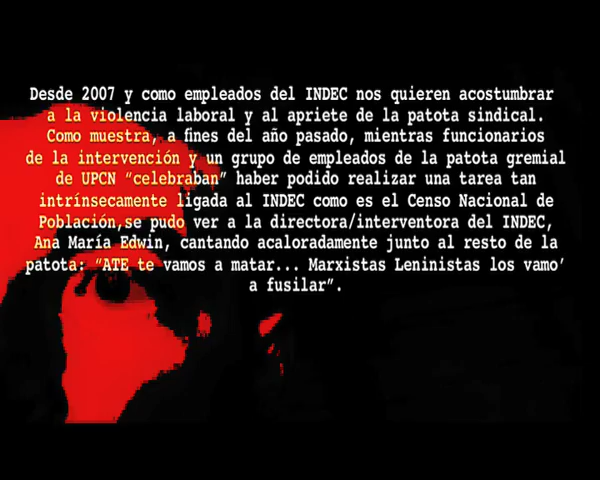 Desde 2007 y como empleados del INDEC nos quieren acostumbrar
a la violencia laboral y al apriete de la patota sindical.
Como muestra, a fines del año pasado, mientras funcionarios
de la intervención y un grupo de empleados de la patota gremial
de UPCN “celebraban” haber podido realizar una tarea tan
intrínsecamente ligada al INDEC como es el Censo Nacional de
Población,se pudo ver a la directora/interventora del INDEC,
Ana María Edwin, cantando acaloradamente junto al resto de la
patota: “ATE te vamos a matar... Marxistas Leninistas los vamo’
a fusilar”.